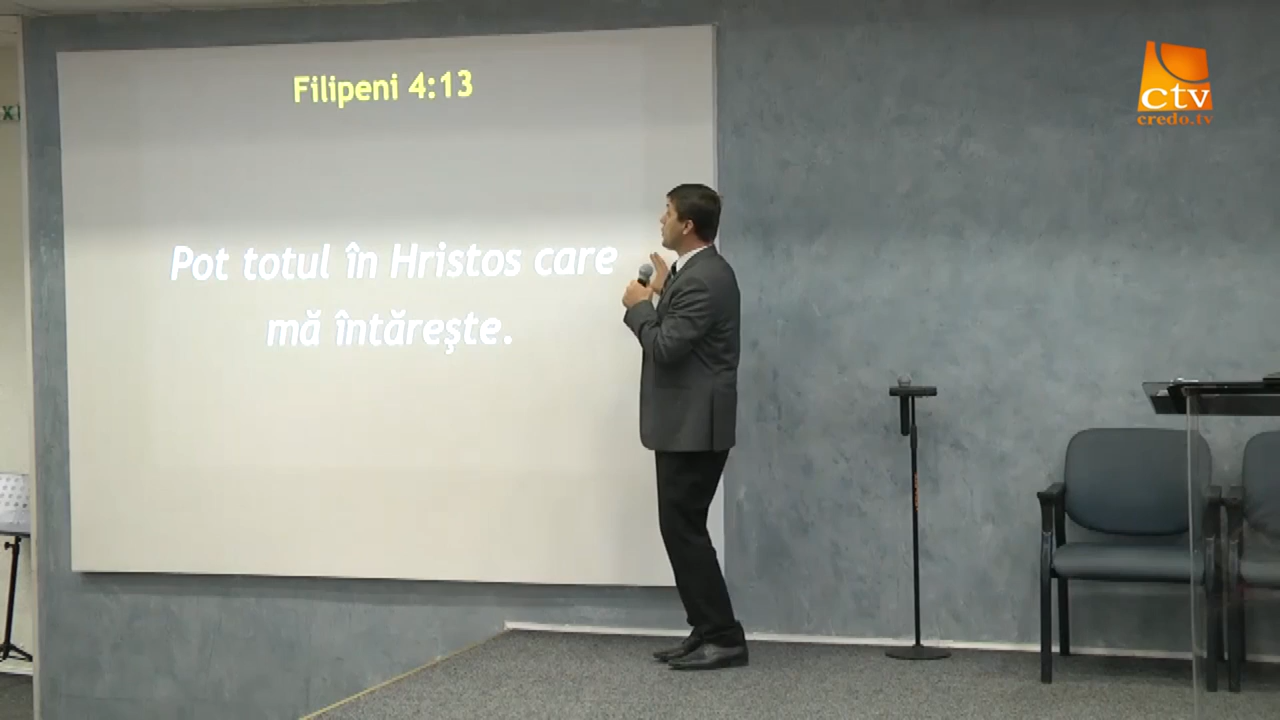 Filipeni 4:13
Pot totul în Hristos care
mă întăreşte.
ctv
credo.tv